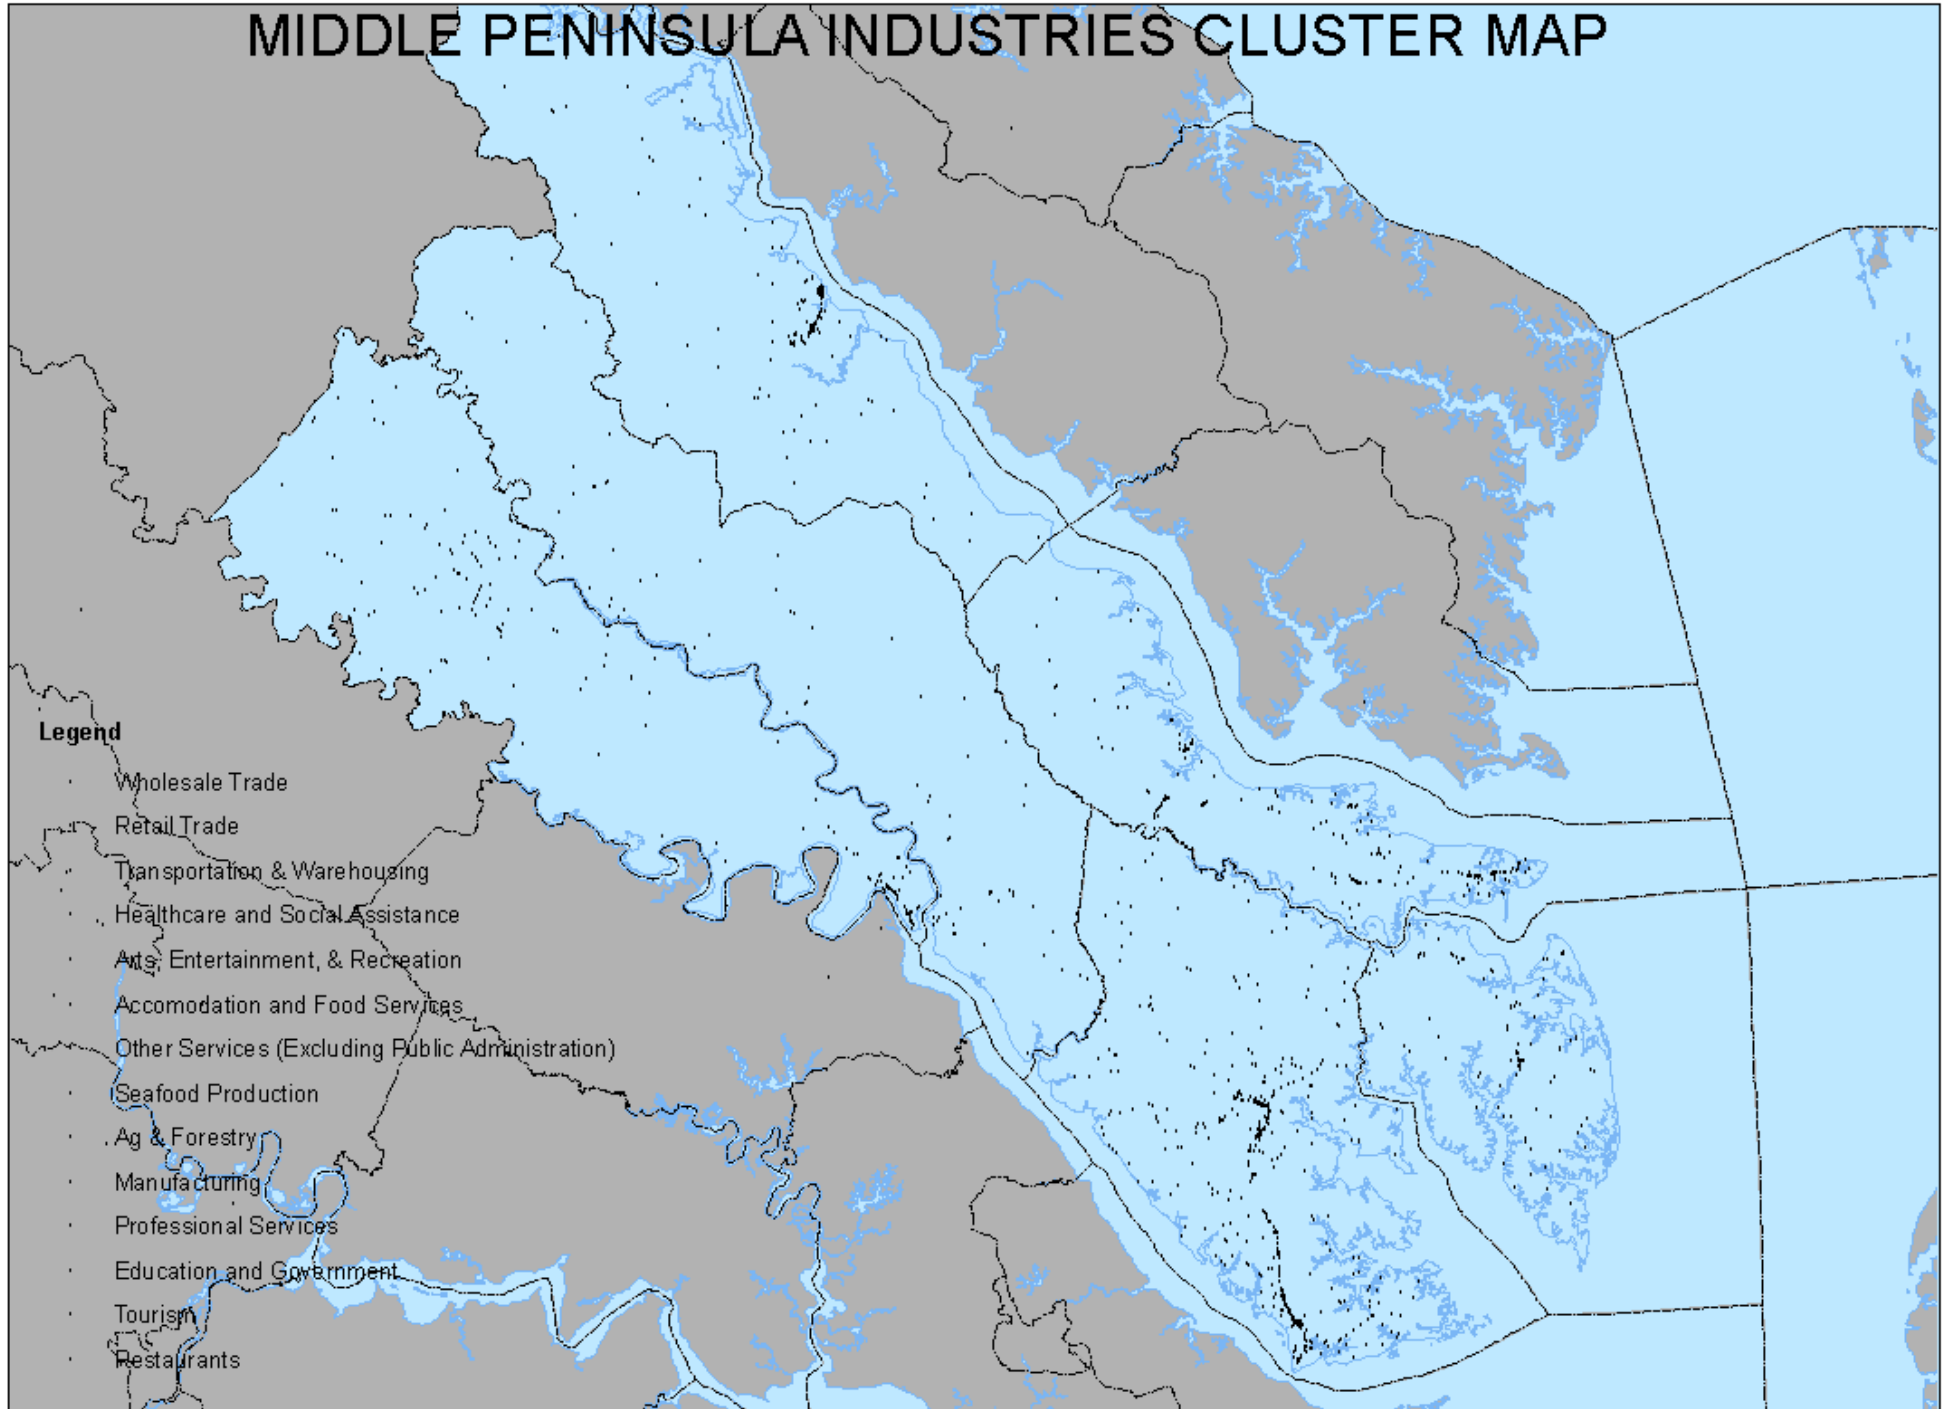 MIDDLE PENINSULA INDUSTRIES CLUSTER MAP
Legend
Wholesale Trade
Retail Trade
Transportation & Warehousing
Healthcare and Social Assistance
Arts, Entertainment, & Recreation
Accomodation and Food Services
Other Services (Excluding Public Administration)
Seafood Production
Ag & Forestry
Manufacturing
Professional Services
Education and Government
Tourism
Restaurants